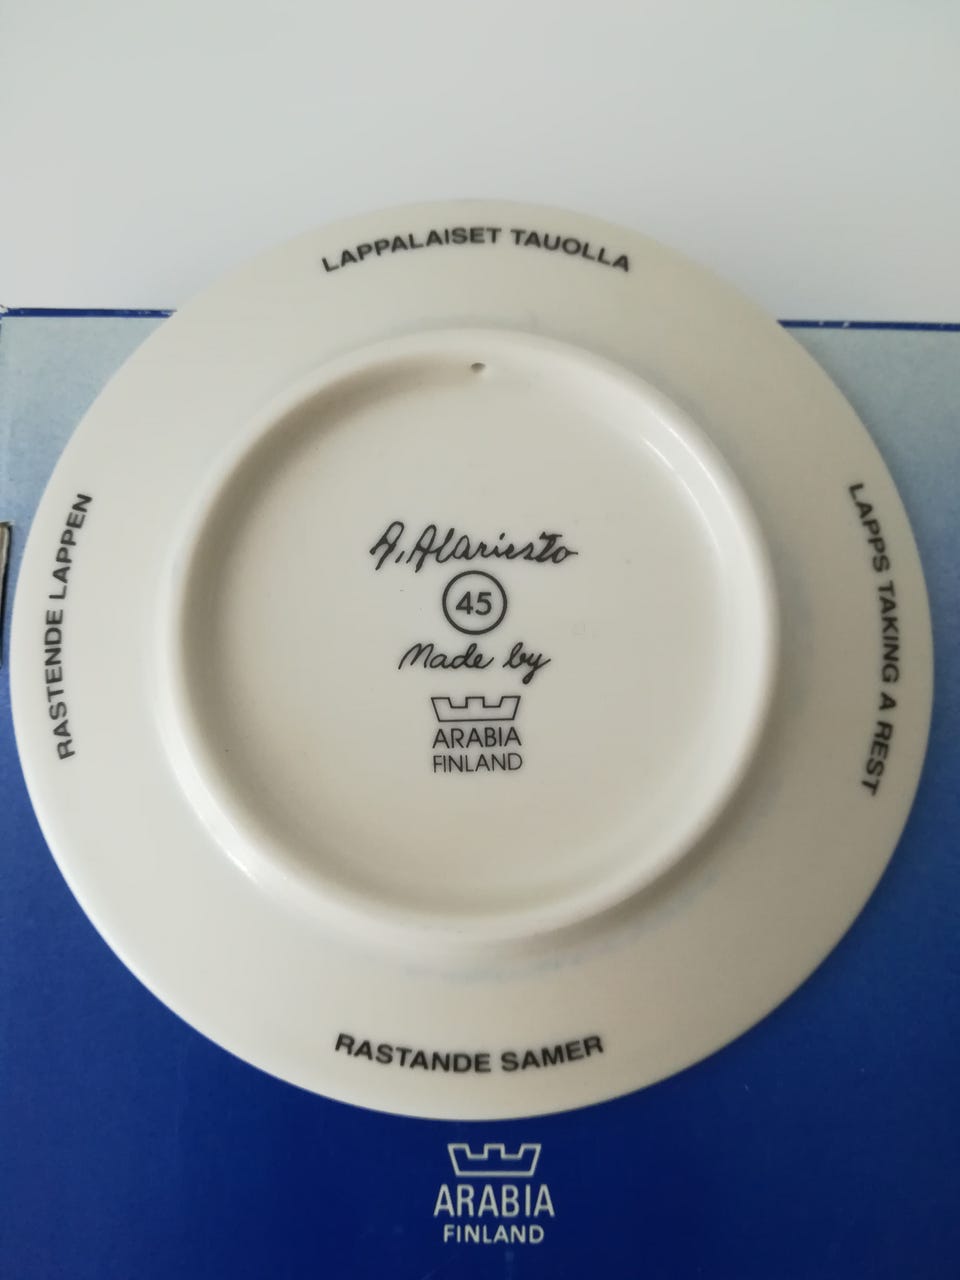 LAPPALAISET TAUOLLA
LAPPS TAKING A REST
RASTANDE SAMER
RASTENDE LAPPEN
A. Alariesto
45
Made by
ARABIA
FINLAND
ARABIA
FINLAND